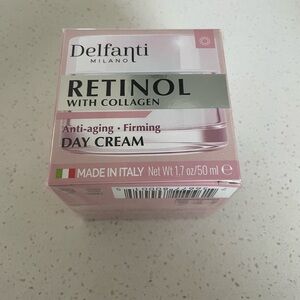 Delfanti
MILANO
RETINOL
WITH COLLAGEN
Anti-aging • Firming
DAY CREAM
MADE IN ITALY Net Wt 1.7 oz/50 ml ℮